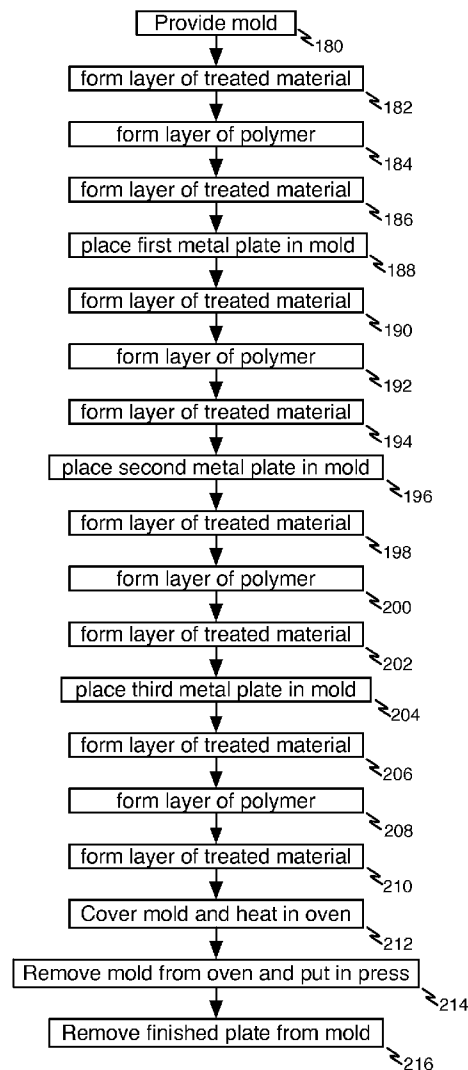 Provide mold
180
form layer of treated material
182
form layer of polymer
184
form layer of treated material
186
place first metal plate in mold
188
form layer of treated material
190
form layer of polymer
192
form layer of treated material
194
place second metal plate in mold
196
form layer of treated material
198
form layer of polymer
200
form layer of treated material
202
place third metal plate in mold
204
form layer of treated material
206
form layer of polymer
208
form layer of treated material
210
Cover mold and heat in oven
212
Remove mold from oven and put in press
214
Remove finished plate from mold
216